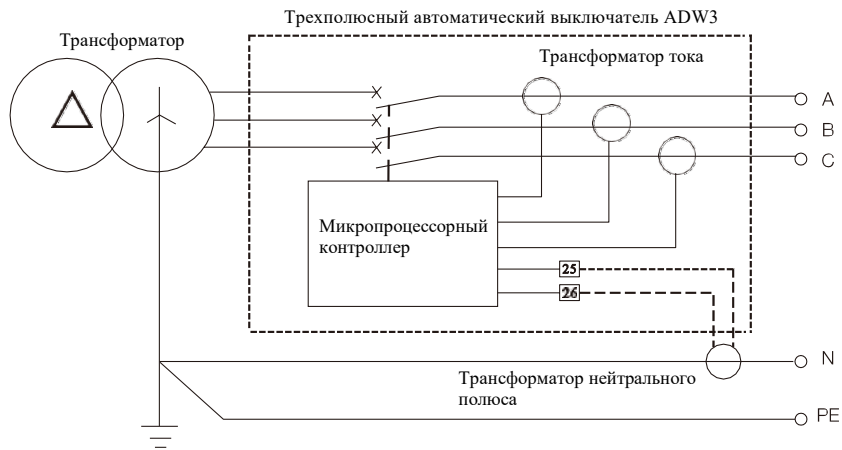 Трехполюсный автоматический выключатель ADW3
Трансформатор
Трансформатор тока
A
B
C
Микропроцессорный
контроллер
25
26
N
Трансформатор нейтрального
полюса
PE